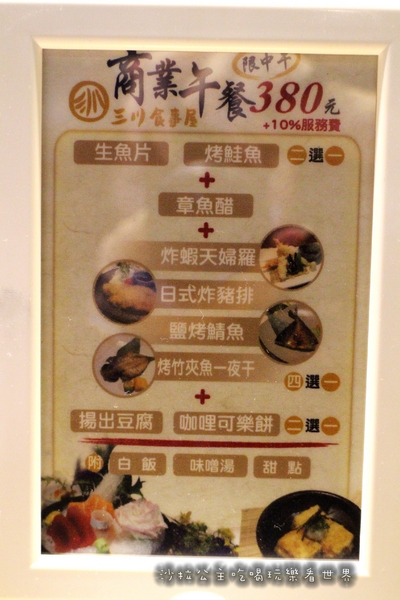 限中午
商業午餐380元
三川食事屋
+10%服務費
生魚片 烤鮭魚 二選一
+
章魚醋
+
炸蝦天婦羅
日式炸豬排
鹽烤鯖魚
烤竹夾魚一夜干
四選一
+
揚出豆腐 咖哩可樂餅 二選一
附 白飯 味噌湯 甜點
沙拉公主吃喝玩樂看世界